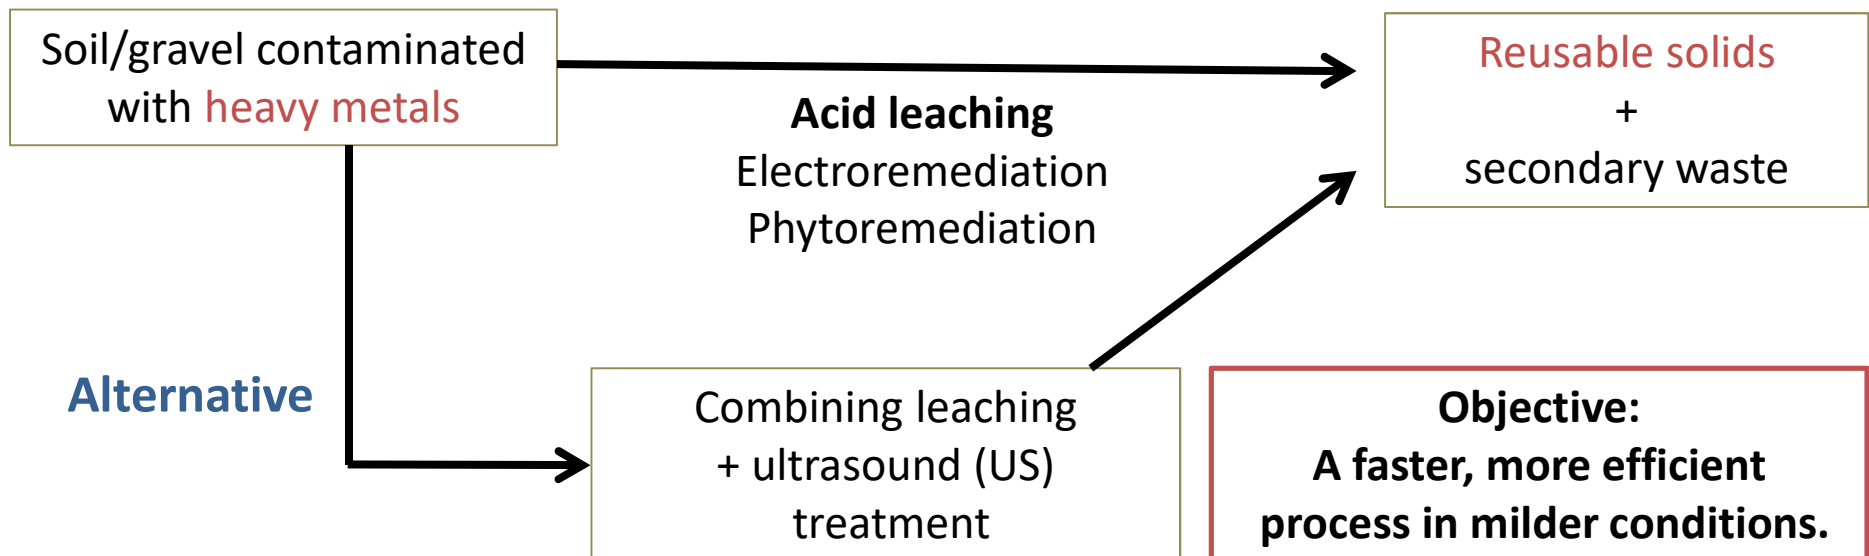 Soil/gravel contaminated
with heavy metals
Acid leaching
Electroremediation
Phytoremediation
Reusable solids
+
secondary waste
Alternative
Combining leaching
+ ultrasound (US)
treatment
Objective:
A faster, more efficient
process in milder conditions.